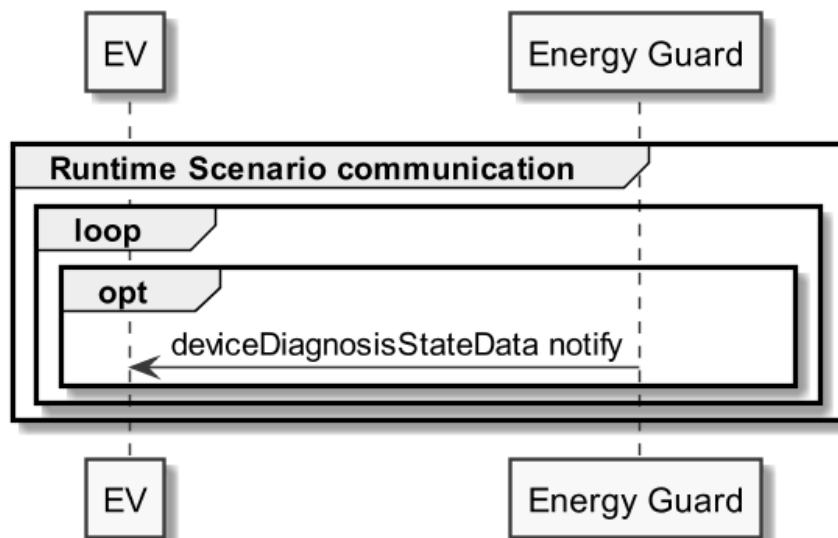 EV
Energy Guard
Runtime Scenario communication
loop
opt
deviceDiagnosisStateData notify
EV
Energy Guard